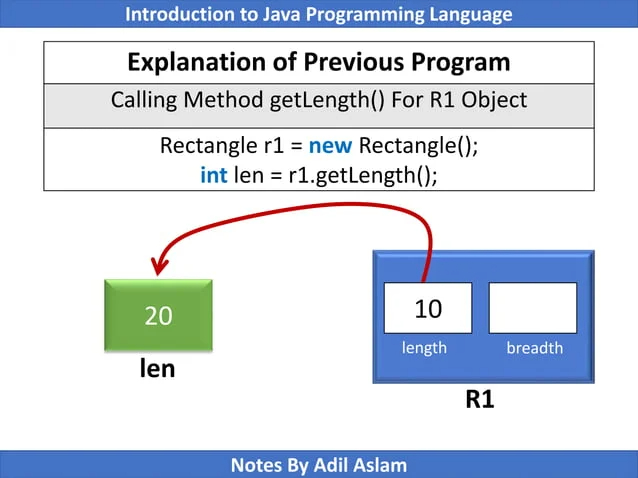 Introduction to Java Programming Language
Explanation of Previous Program
Calling Method getLength() For R1 Object
Rectangle r1 = new Rectangle();
int len = r1.getLength();
20
10
length
breadth
len
R1
Notes By Adil Aslam